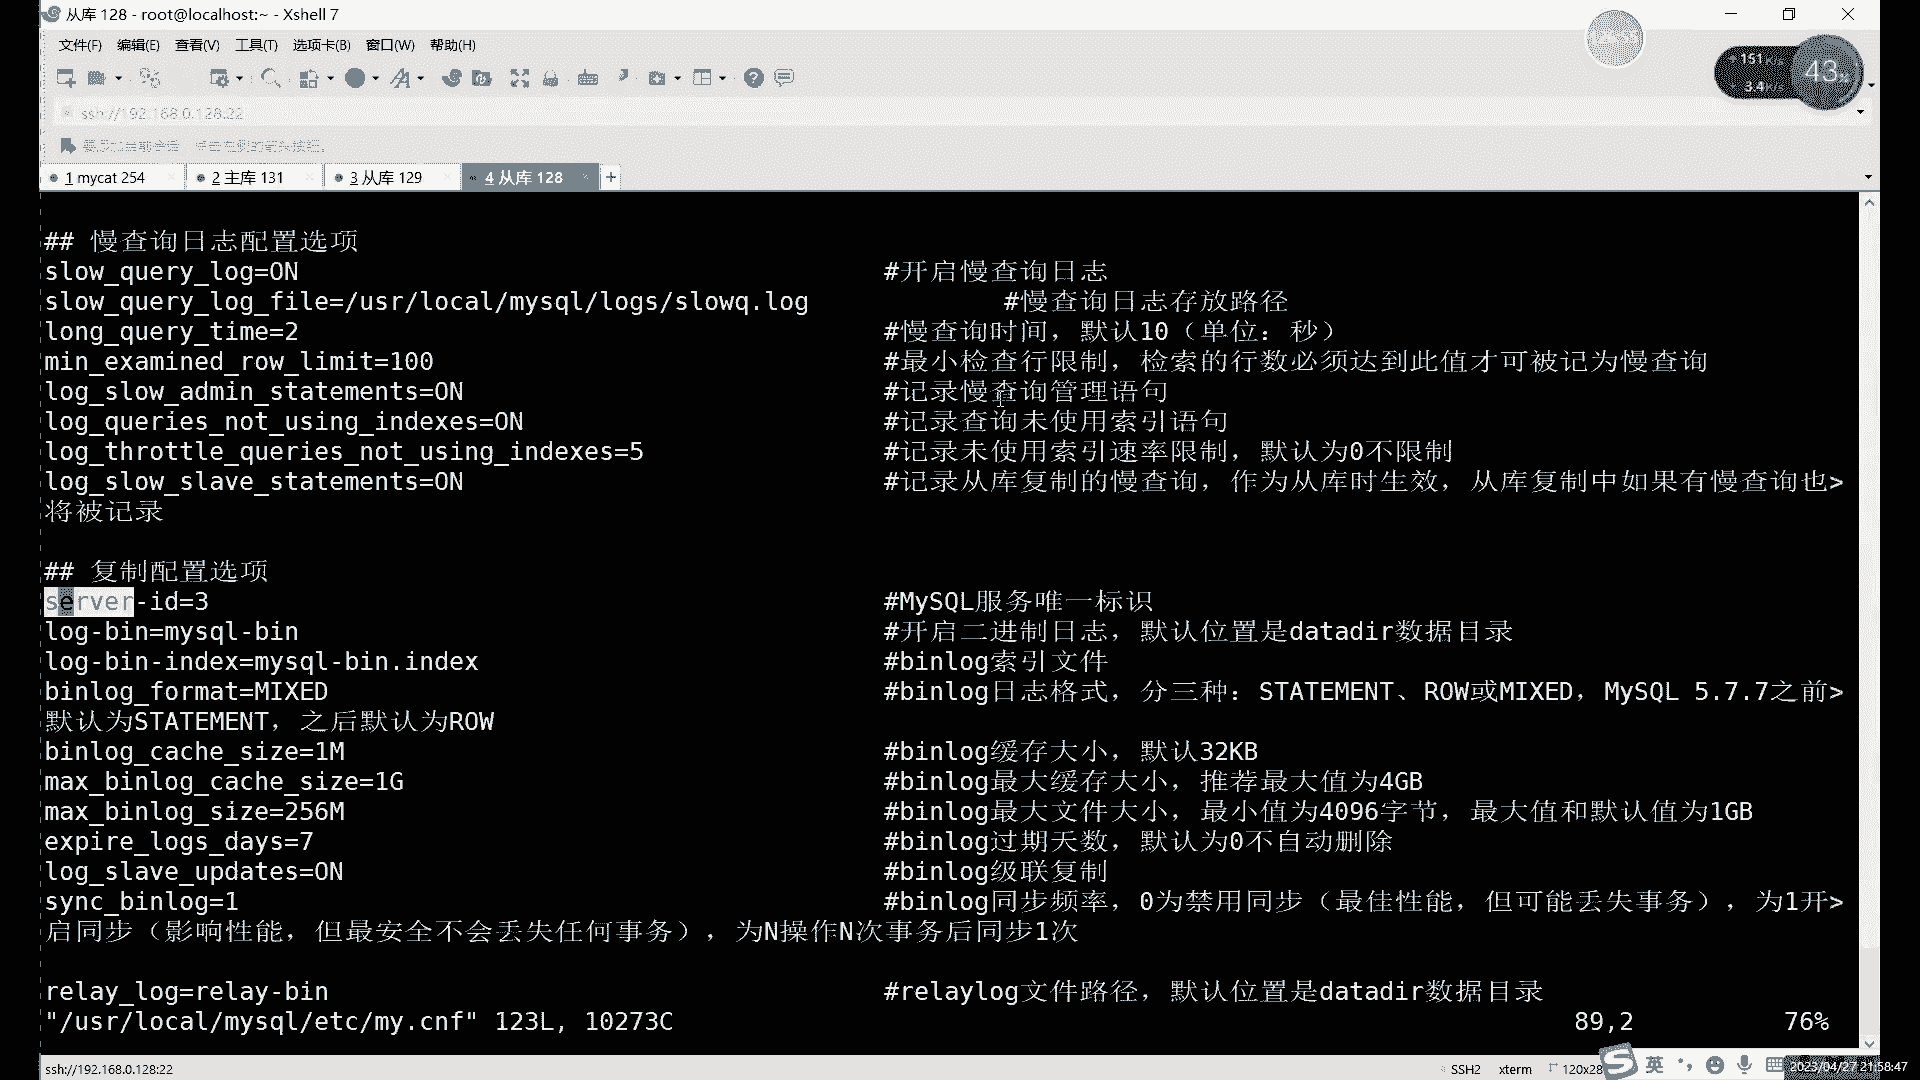 从库 128 - root@localhost:~ - Xshell 7
文件(F) 编辑(E) 查看(V) 工具(T) 选项卡(B) 窗口(W) 帮助(H)
151 K/s
3.4K/s
43%
ssh://192.168.0.128:22
要添加当前会话，点击左侧的箭头按钮。
1 mycat 254 2 主库 131 3 从库 129 4 从库 128 +
## 慢查询日志配置选项
slow_query_log=ON #开启慢查询日志
slow_query_log_file=/usr/local/mysql/logs/slowq.log #慢查询日志存放路径
long_query_time=2 #慢查询时间，默认10（单位：秒）
min_examined_row_limit=100 #最小检查行限制，检索的行数必须达到此值才可被记为慢查询
log_slow_admin_statements=ON #记录慢查询管理语句
log_queries_not_using_indexes=ON #记录查询未使用索引语句
log_throttle_queries_not_using_indexes=5 #记录未使用索引速率限制，默认为0不限制
log_slow_slave_statements=ON #记录从库复制的慢查询，作为从库时生效，从库复制中如果有慢查询也>
将被记录
## 复制配置选项
server-id=3 #MySQL服务唯一标识
log-bin=mysql-bin #开启二进制日志，默认位置是datadir数据目录
log-bin-index=mysql-bin.index #binlog索引文件
binlog_format=MIXED #binlog日志格式，分三种：STATEMENT、ROW或MIXED，MySQL 5.7.7之前>
默认为STATEMENT，之后默认为ROW
binlog_cache_size=1M #binlog缓存大小，默认32KB
max_binlog_cache_size=1G #binlog最大缓存大小，推荐最大值为4GB
max_binlog_size=256M #binlog最大文件大小，最小值为4096字节，最大值和默认值为1GB
expire_logs_days=7 #binlog过期天数，默认为0不自动删除
log_slave_updates=ON #binlog级联复制
sync_binlog=1 #binlog同步频率，0为禁用同步（最佳性能，但可能丢失事务），为1开>
启同步（影响性能，但最安全不会丢失任何事务），为N操作N次事务后同步1次
relay_log=relay-bin #relaylog文件路径，默认位置是datadir数据目录
"/usr/local/mysql/etc/my.cnf" 123L, 10273C 89,2 76%
ssh://192.168.0.128:22 SSH2 xterm 120x28 英 2023/04/27 21:58:47